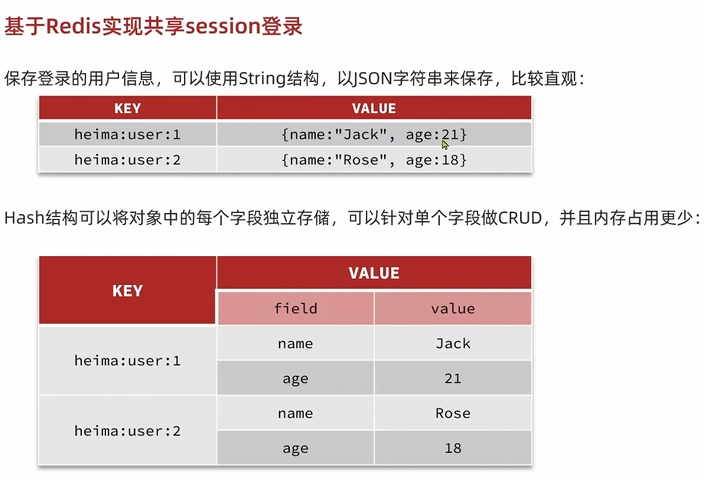 基于Redis实现共享session登录
保存登录的用户信息，可以使用String结构，以JSON字符串来保存，比较直观：
KEY VALUE
heima:user:1 {name:"Jack", age:21}
heima:user:2 {name:"Rose", age:18}
Hash结构可以将对象中的每个字段独立存储，可以针对单个字段做CRUD，并且内存占用更少：
KEY VALUE
field value
heima:user:1 name Jack
age 21
heima:user:2 name Rose
age 18